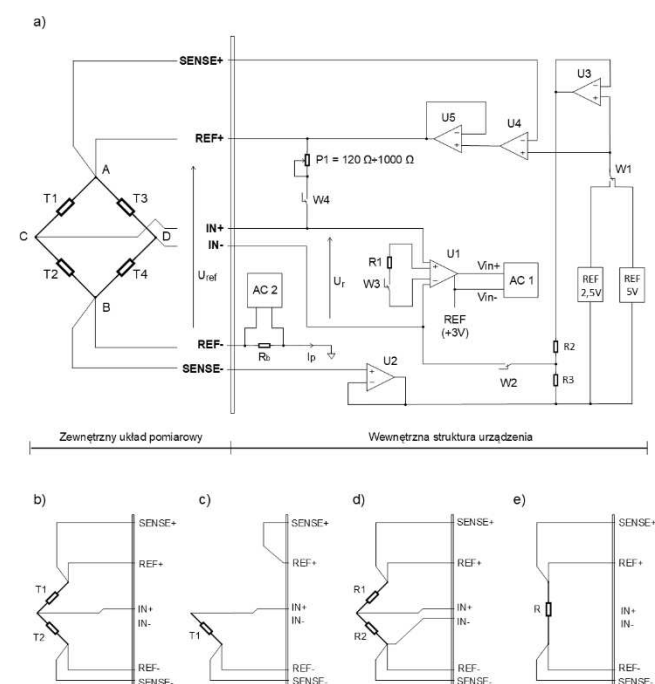 a)
SENSE+
U3
U5
U4
REF+
A
P1 = 120 Ω÷1000 Ω
W1
T1
T3
W4
C
D
IN+
IN-
T2
T4
Uref
Ur
R1
W3
U1
Vin+
Vin-
AC 1
AC 2
REF
2,5V
REF
5V
B
REF
(+3V)
REF-
Rb
Ip
R2
SENSE-
U2
W2
R3
Zewnętrzny układ pomiarowy
Wewnętrzna struktura urządzenia
b)
c)
d)
e)
SENSE+
SENSE+
SENSE+
SENSE+
REF+
REF+
REF+
REF+
T1
R1
IN+
IN+
IN+
R
IN+
IN-
IN-
IN-
IN-
T2
T1
R2
REF-
REF-
REF-
REF-
SENSE-
SENSE-
SENSE-
SENSE-